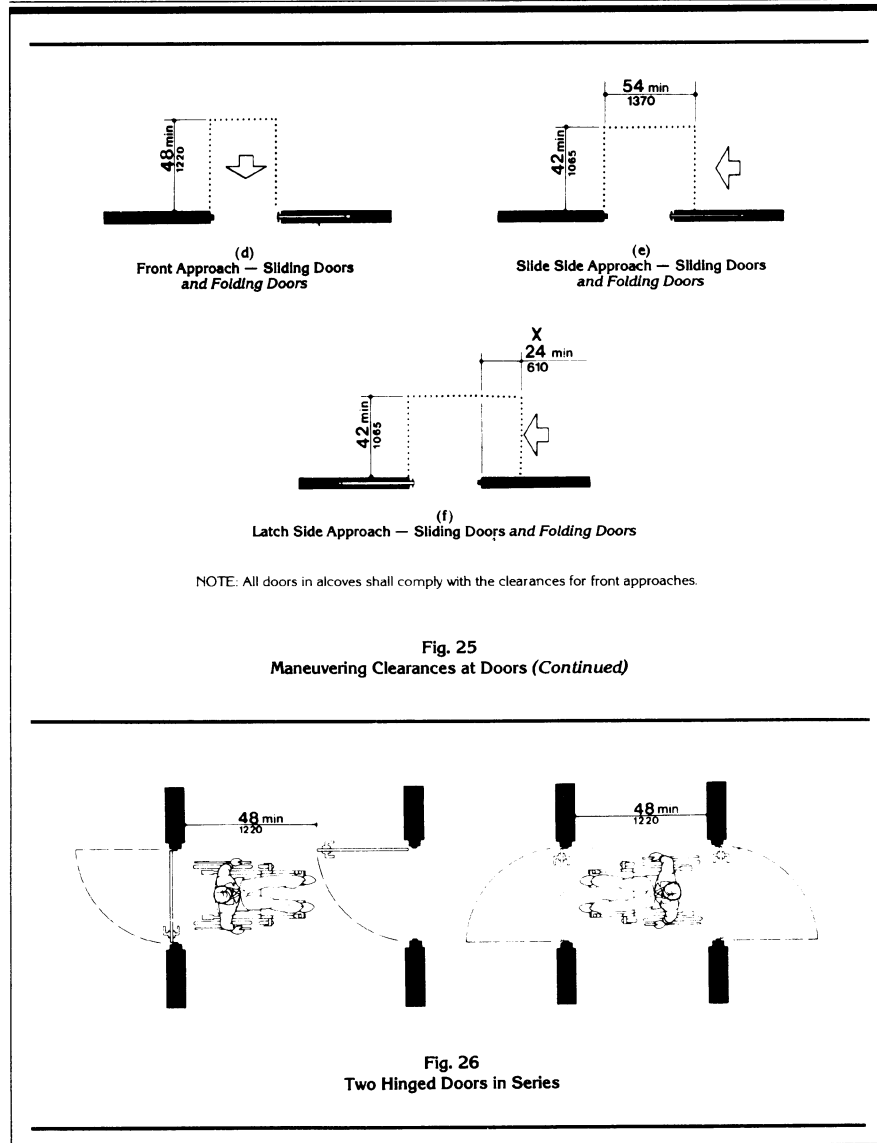 48 min
1220
(d)
Front Approach — Sliding Doors
and Folding Doors
54 min
1370
42 min
1065
(e)
Slide Side Approach — Sliding Doors
and Folding Doors
X
24 min
610
42 min
1065
(f)
Latch Side Approach — Sliding Doors and Folding Doors
NOTE: All doors in alcoves shall comply with the clearances for front approaches.
Fig. 25
Maneuvering Clearances at Doors (Continued)
48 min
1220
48 min
1220
Fig. 26
Two Hinged Doors in Series